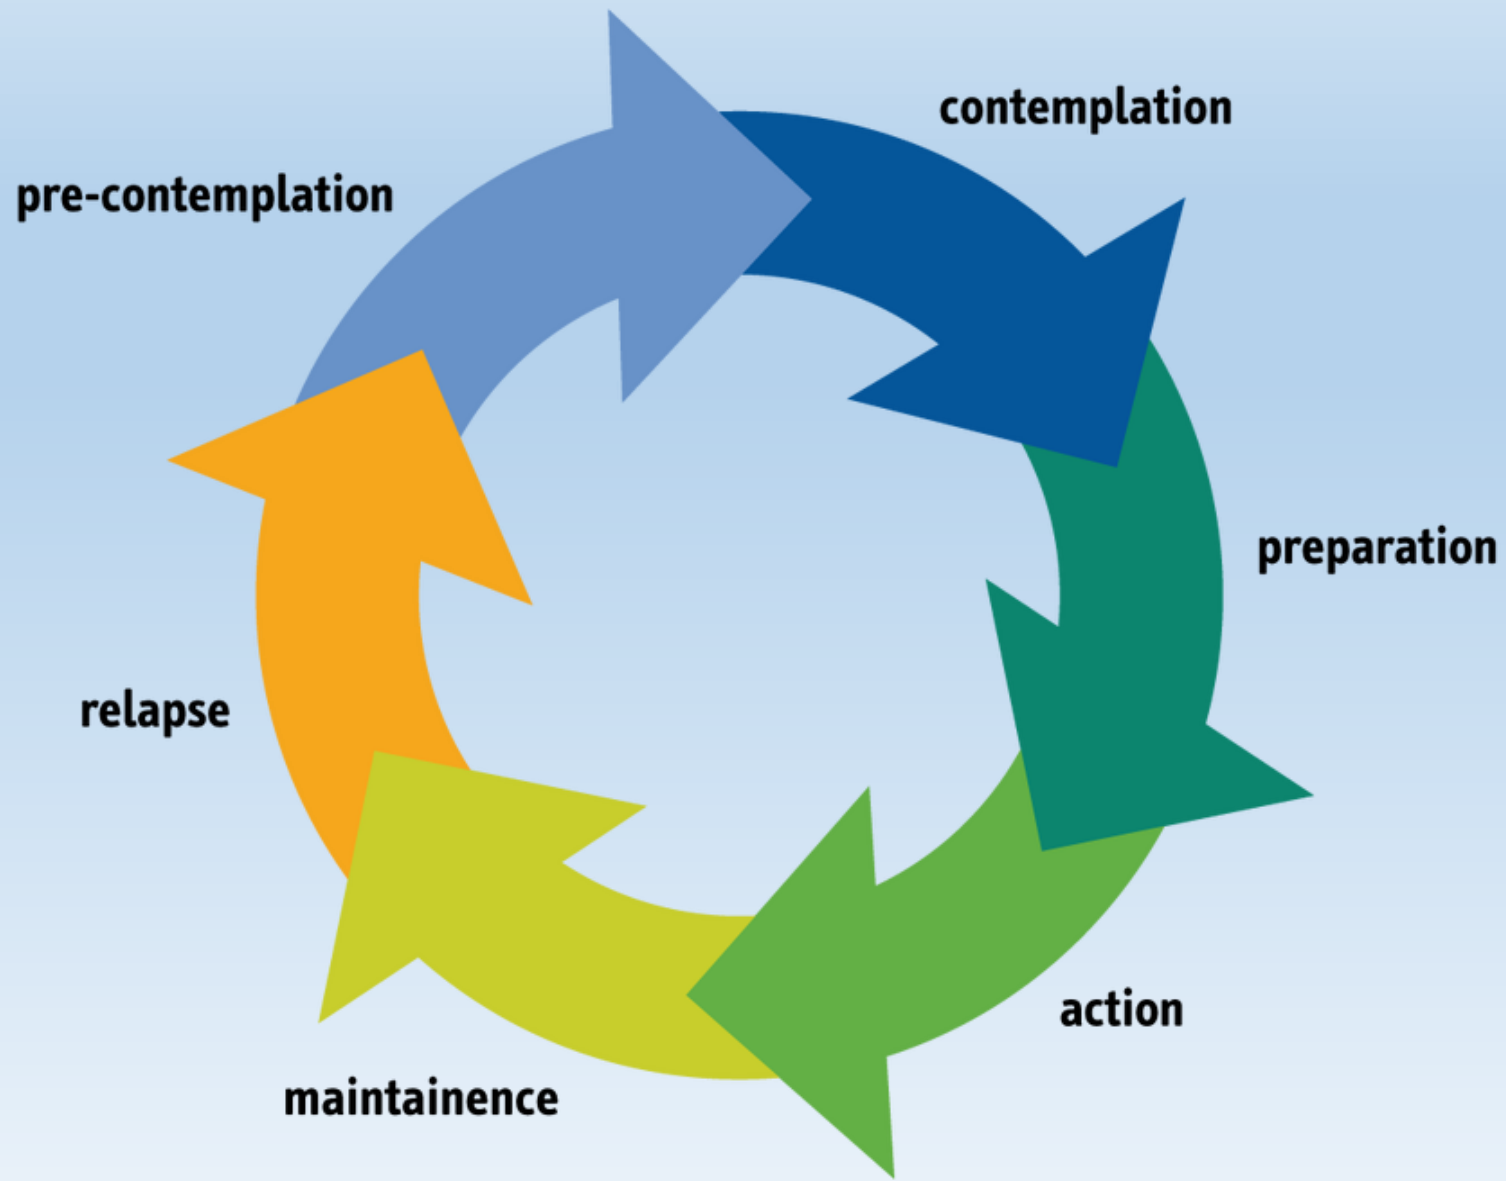 contemplation
pre-contemplation
preparation
relapse
action
maintainence